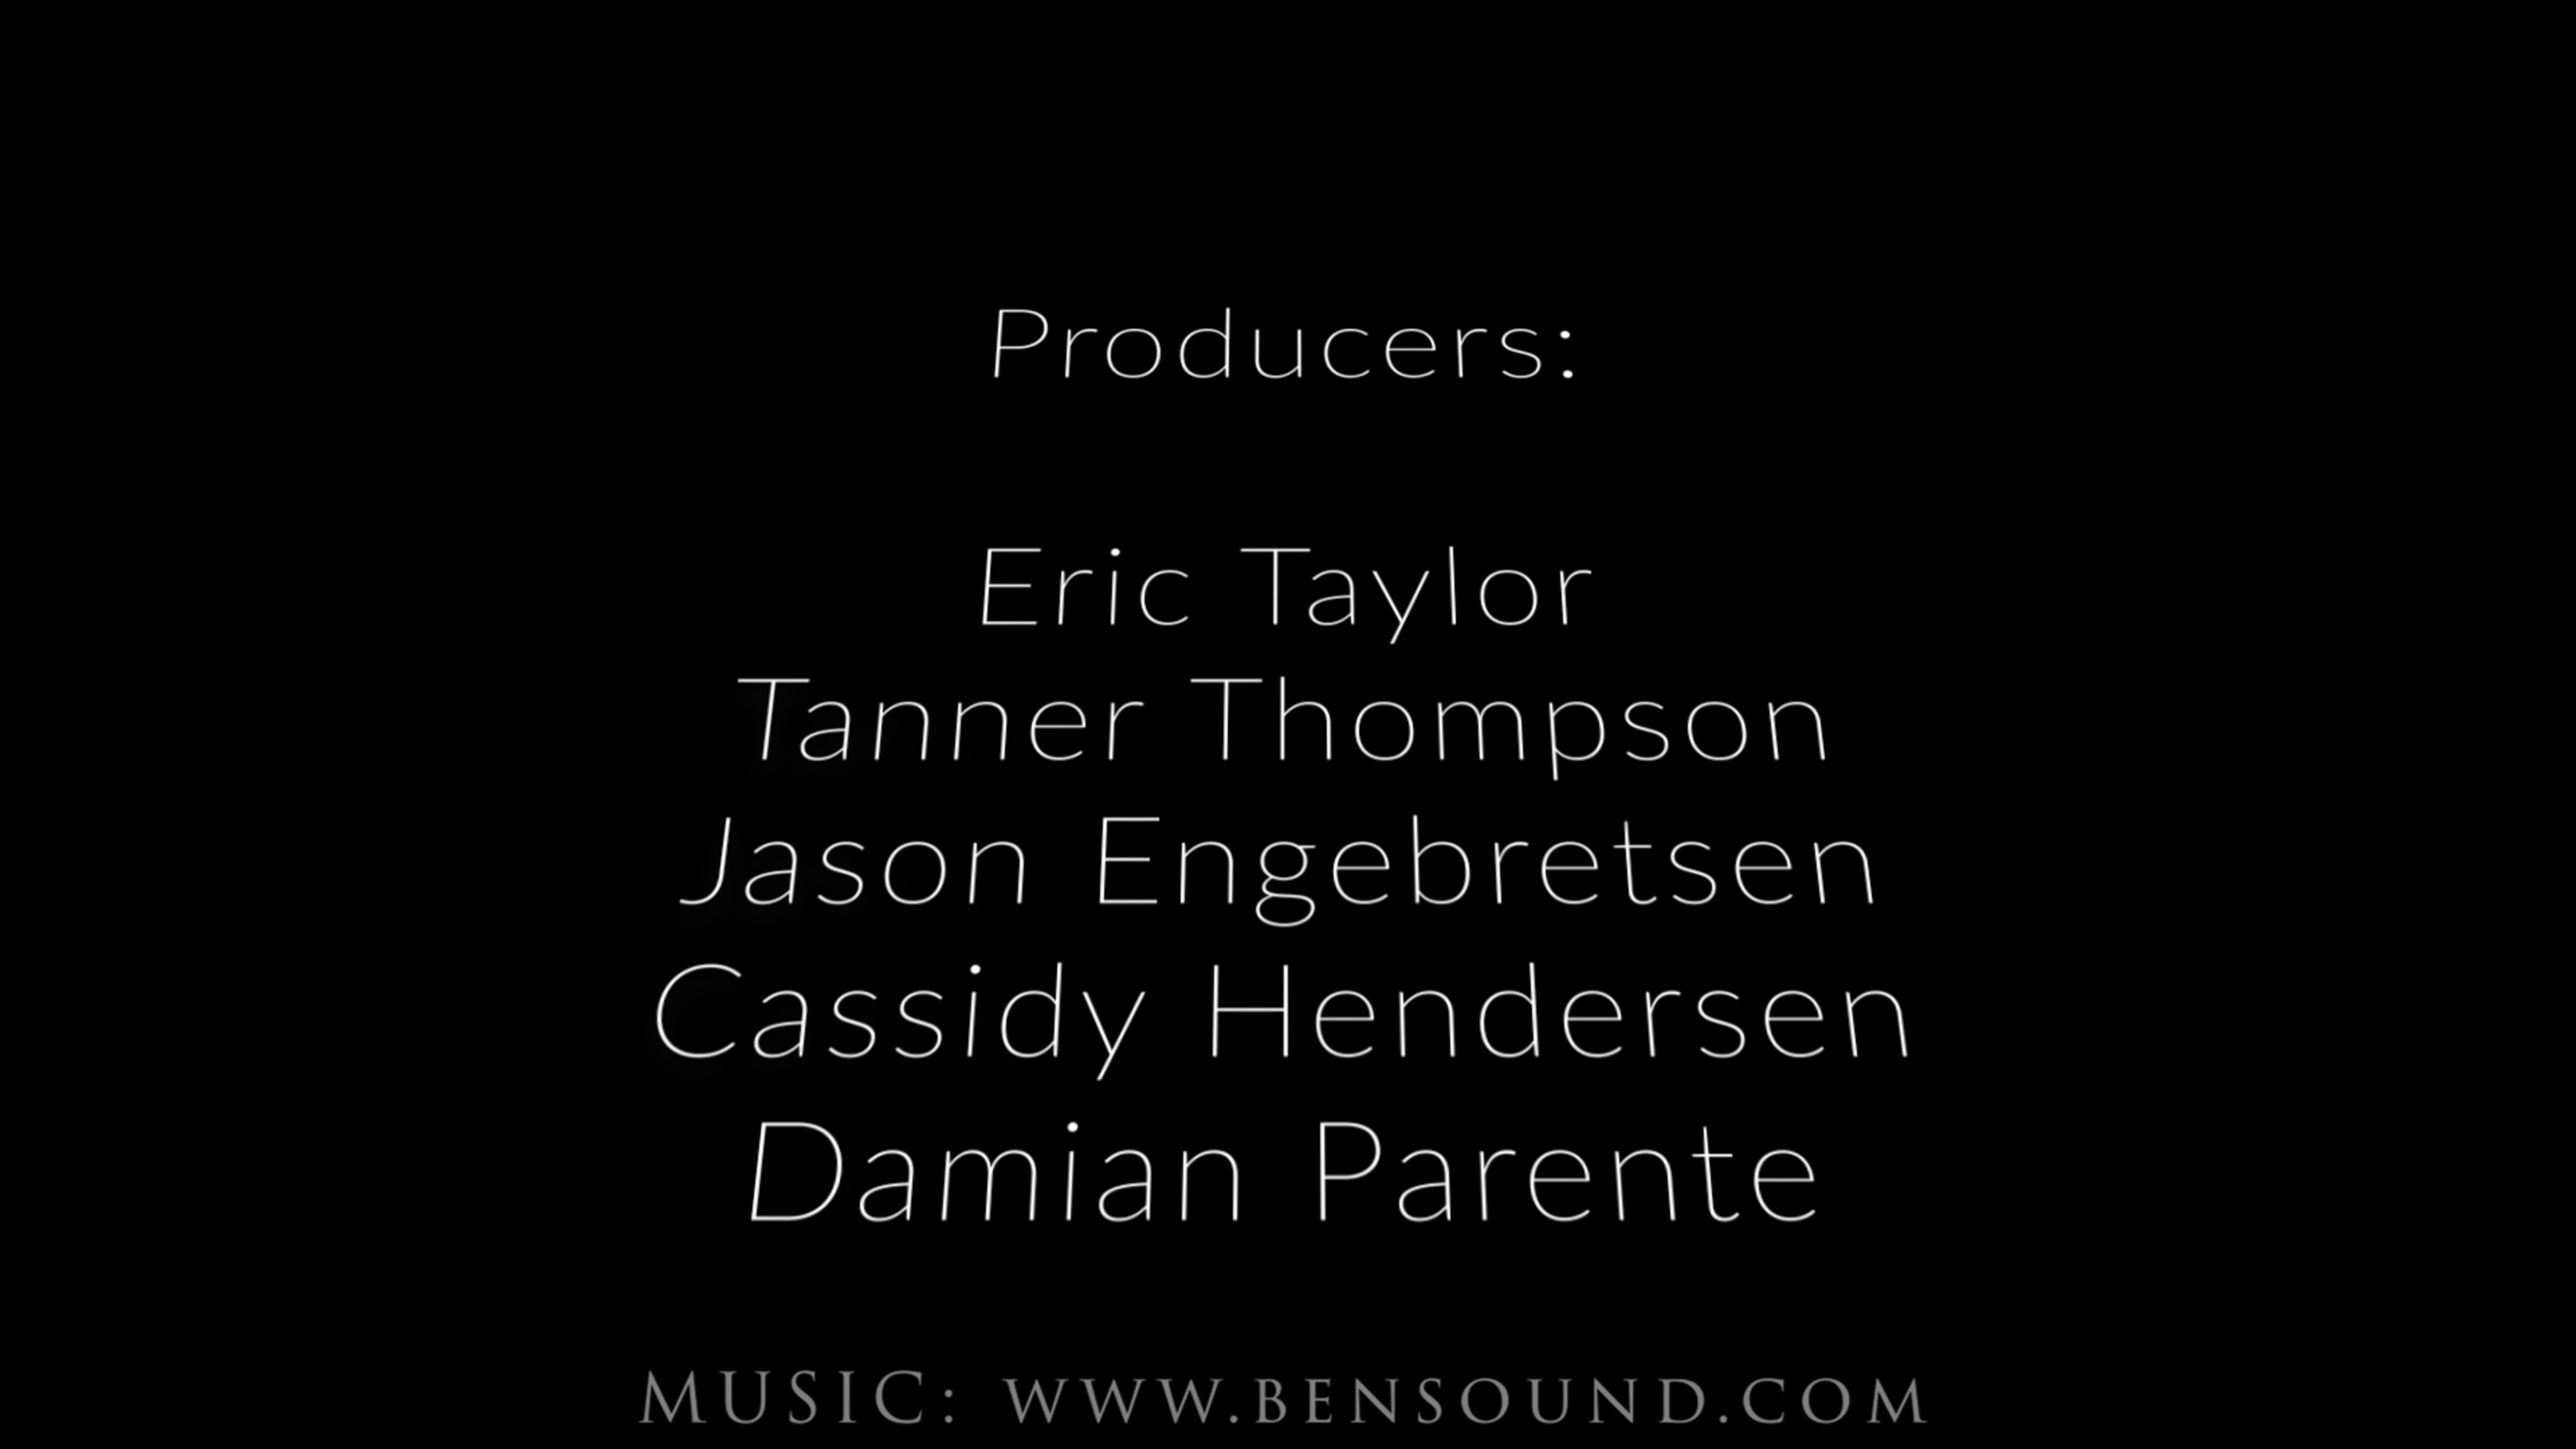 Producers:
Eric Taylor
Tanner Thompson
Jason Engebretsen
Cassidy Hendersen
Damian Parente
MUSIC: WWW.BENSOUND.COM